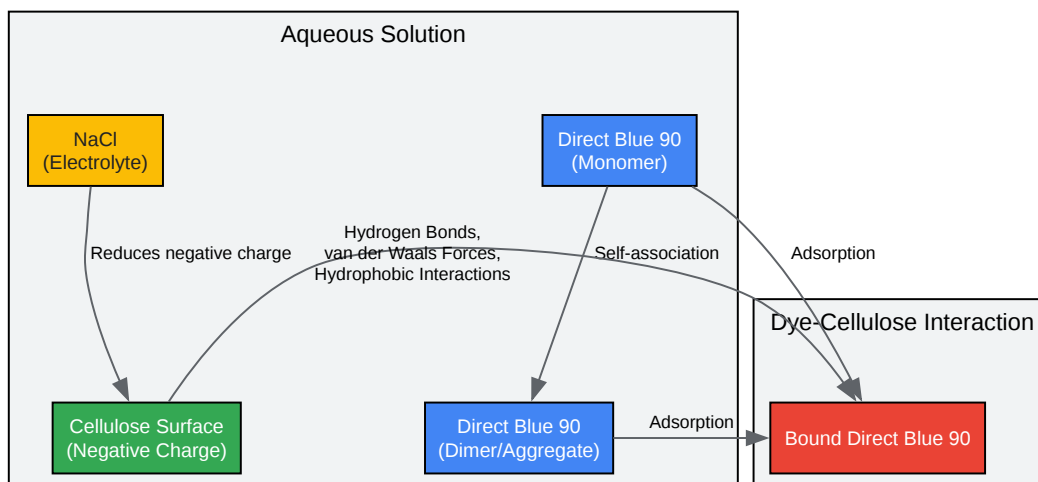 Aqueous Solution
NaCl
(Electrolyte)
Direct Blue 90
(Monomer)
Reduces negative charge
Hydrogen Bonds,
van der Waals Forces,
Hydrophobic Interactions
Self-association
Adsorption
Dye-Cellulose Interaction
Cellulose Surface
(Negative Charge)
Direct Blue 90
(Dimer/Aggregate)
Adsorption
Bound Direct Blue 90